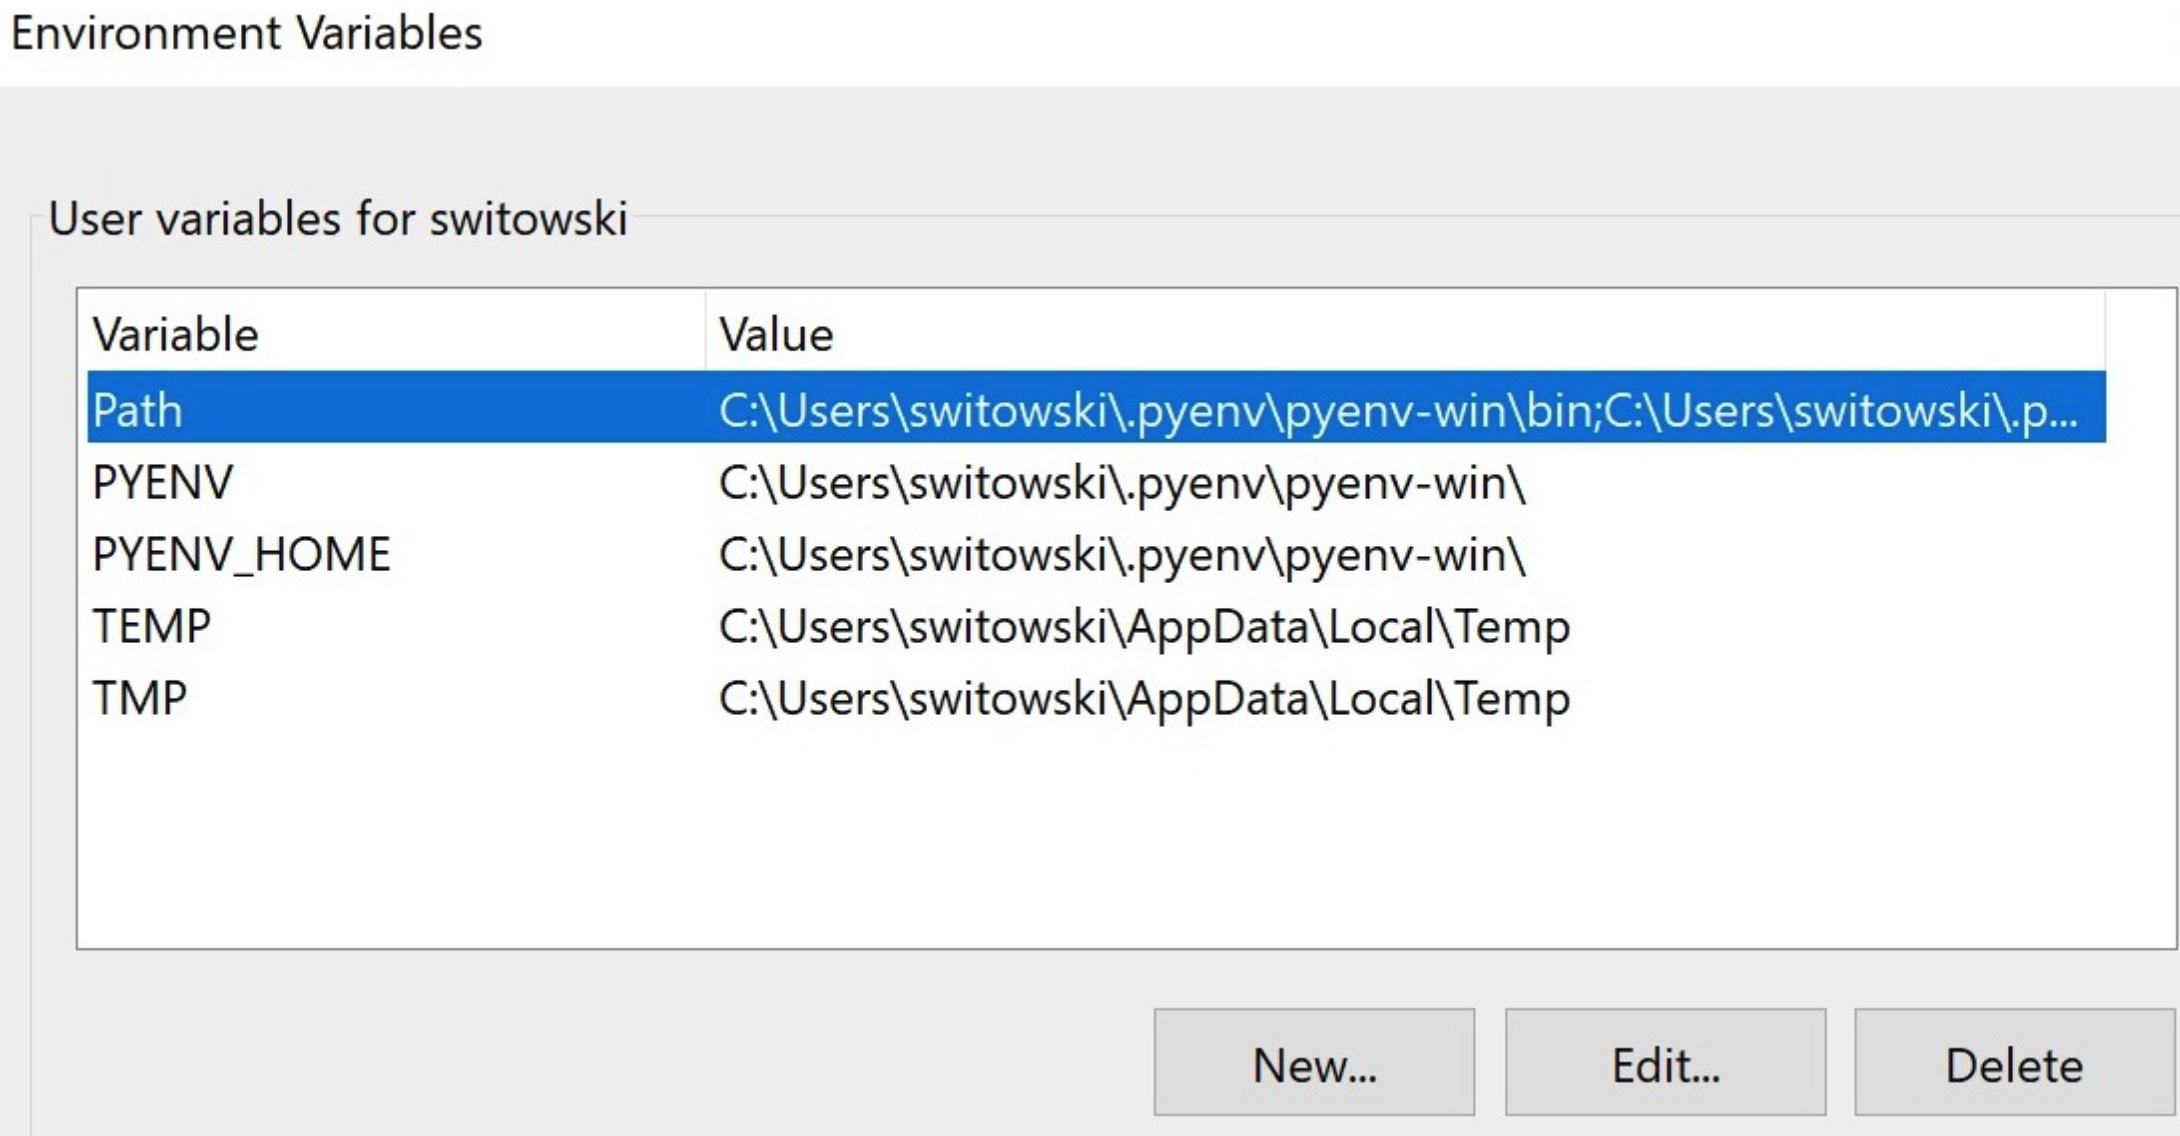 Environment Variables
User variables for switowski
Variable Value
Path C:\Users\switowski\.pyenv\pyenv-win\bin;C:\Users\switowski\.p...
PYENV C:\Users\switowski\.pyenv\pyenv-win\
PYENV_HOME C:\Users\switowski\.pyenv\pyenv-win\
TEMP C:\Users\switowski\AppData\Local\Temp
TMP C:\Users\switowski\AppData\Local\Temp
New... Edit... Delete